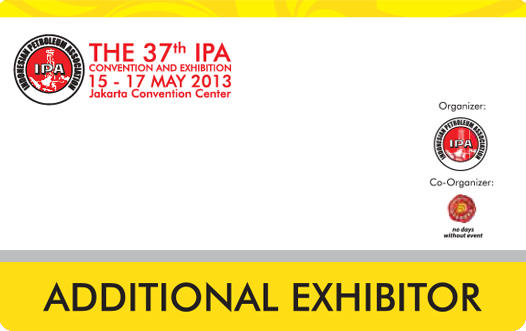 INDONESIAN PETROLEUM ASSOCIATION
IPA
THE 37th IPA
CONVENTION AND EXHIBITION
15 - 17 MAY 2013
Jakarta Convention Center
Organizer:
INDONESIAN PETROLEUM ASSOCIATION
IPA
Co-Organizer:
no days
without event
ADDITIONAL EXHIBITOR